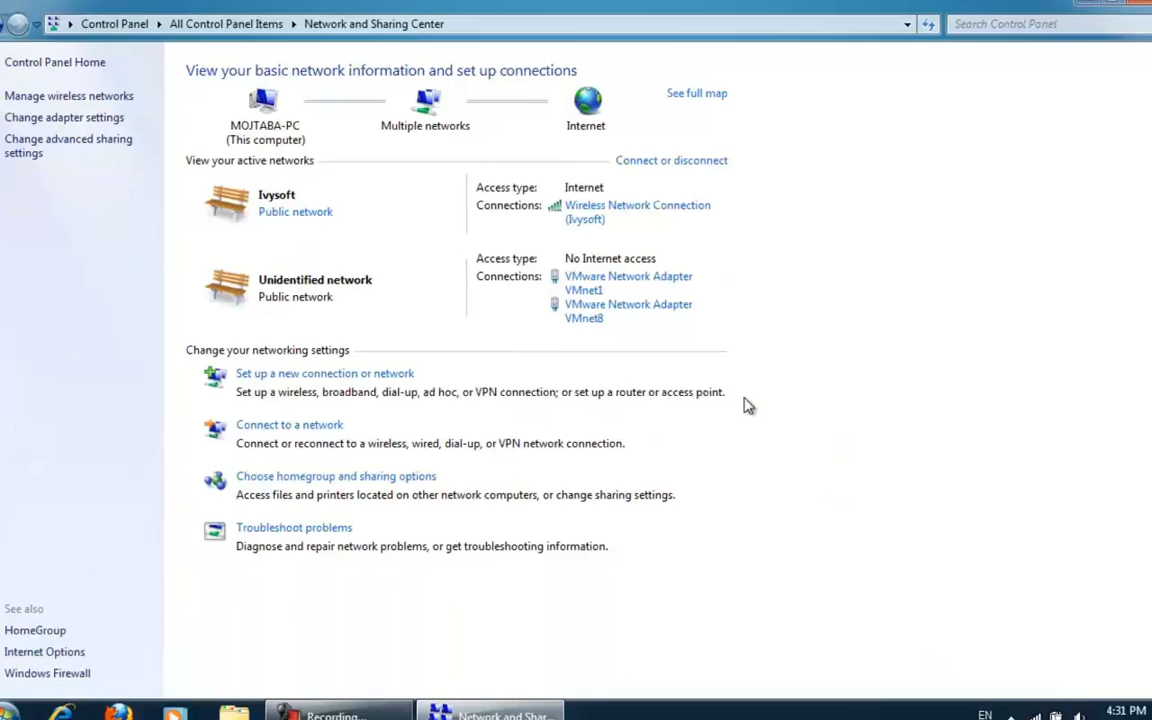 Control Panel ▸ All Control Panel Items ▸ Network and Sharing Center
Search Control Panel
Control Panel Home
Manage wireless networks
Change adapter settings
Change advanced sharing
settings
See also
HomeGroup
Internet Options
Windows Firewall
View your basic network information and set up connections
See full map
MOJTABA-PC
(This computer)
Multiple networks
Internet
View your active networks
Connect or disconnect
Ivysoft
Public network
Access type: Internet
Connections: Wireless Network Connection
(Ivysoft)
Unidentified network
Public network
Access type: No Internet access
Connections: VMware Network Adapter
VMnet1
VMware Network Adapter
VMnet8
Change your networking settings
Set up a new connection or network
Set up a wireless, broadband, dial-up, ad hoc, or VPN connection; or set up a router or access point.
Connect to a network
Connect or reconnect to a wireless, wired, dial-up, or VPN network connection.
Choose homegroup and sharing options
Access files and printers located on other network computers, or change sharing settings.
Troubleshoot problems
Diagnose and repair network problems, or get troubleshooting information.
Recording...
Network and Shar...
EN
4:31 PM